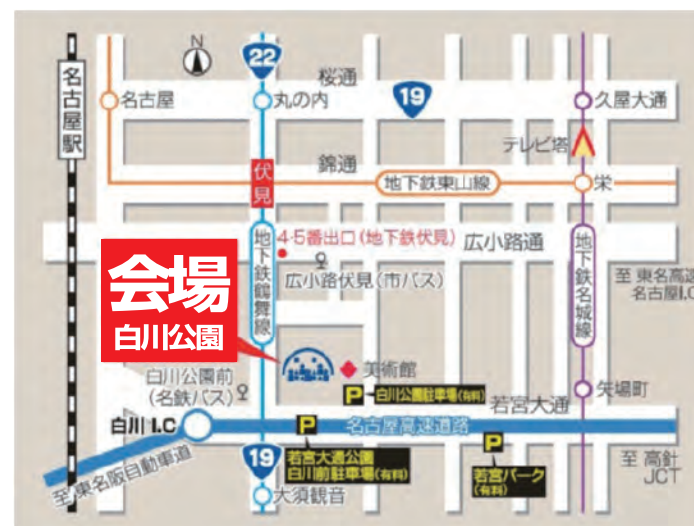 N
22
桜通
19
名古屋駅
名古屋
丸の内
久屋大通
テレビ塔
錦通
伏見
地下鉄東山線
栄
4・5番出口(地下鉄伏見)
広小路通
地下鉄鶴舞線
広小路伏見(市バス)
地下鉄名城線
至 東名高速
名古屋I.C
会場
白川公園
美術館
白川公園前
(名鉄バス)
P
白川公園駐車場(有料)
矢場町
若宮大通
白川I.C
名古屋高速道路
P
若宮大通公園
白川前駐車場(有料)
P
若宮パーク
(有料)
至 高針
JCT
至 東名阪自動車道
19
大須観音